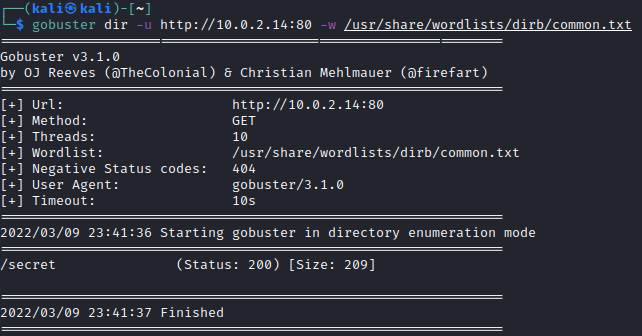 ┌──(kali㉿kali)-[~]
└─$ gobuster dir -u http://10.0.2.14:80 -w /usr/share/wordlists/dirb/common.txt
===============================================================
Gobuster v3.1.0
by OJ Reeves (@TheColonial) & Christian Mehlmauer (@firefart)
===============================================================
[+] Url:                     http://10.0.2.14:80
[+] Method:                  GET
[+] Threads:                 10
[+] Wordlist:                /usr/share/wordlists/dirb/common.txt
[+] Negative Status codes:   404
[+] User Agent:              gobuster/3.1.0
[+] Timeout:                 10s
===============================================================
2022/03/09 23:41:36 Starting gobuster in directory enumeration mode
===============================================================
/secret               (Status: 200) [Size: 209]
===============================================================
2022/03/09 23:41:37 Finished
===============================================================